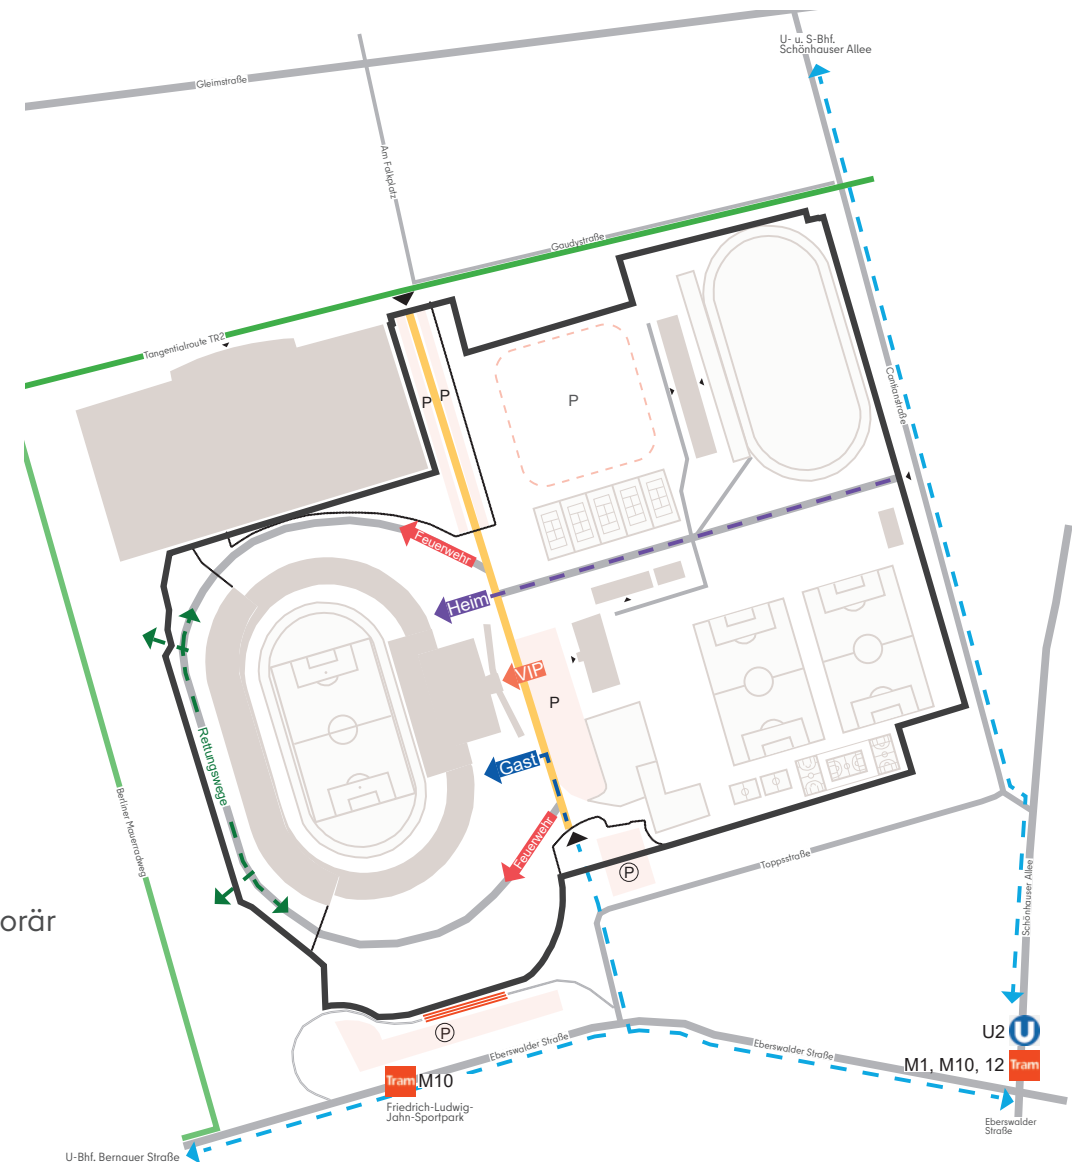 U- u. S-Bhf.
Schönhauser Allee
Gleimstraße
Am Falkplatz
Gaudystraße
Tangentialroute TR2
Cantianstraße
P
P
P
Feuerwehr
Heim
VIP
P
Rettungswege
Gast
Berliner Mauerradweg
Feuerwehr
Toppsstraße
P
Schönhauser Allee
orär
P
U2 U
Eberswalder Straße
Eberswalder Straße
M1, M10, 12 Tram
Tram M10
Friedrich-Ludwig-
Jahn-Sportpark
Eberswalder
Straße
U-Bhf. Bernauer Straße